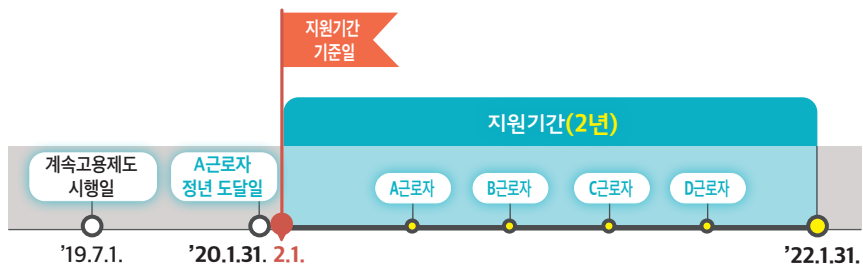 지원기간
기준일
지원기간(2년)
계속고용제도
시행일
A근로자
정년 도달일
A근로자
B근로자
C근로자
D근로자
’19.7.1.
’20.1.31.
2.1.
’22.1.31.